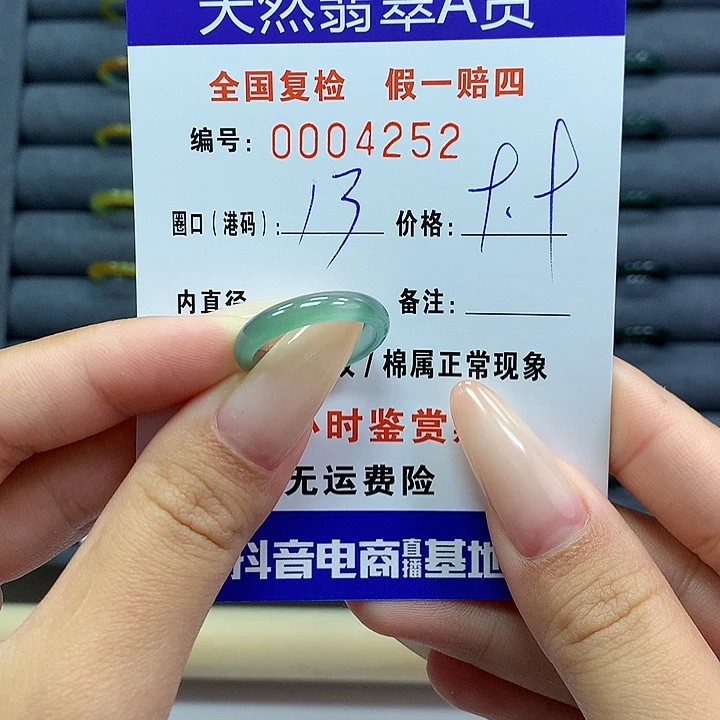 天然翡翠A货
全国复检 假一赔四
编号: 0004252
圈口(港码): 13 价格:
内直径 备注:
/棉属正常现象
小时鉴赏
无运费险
抖音电商直播基地